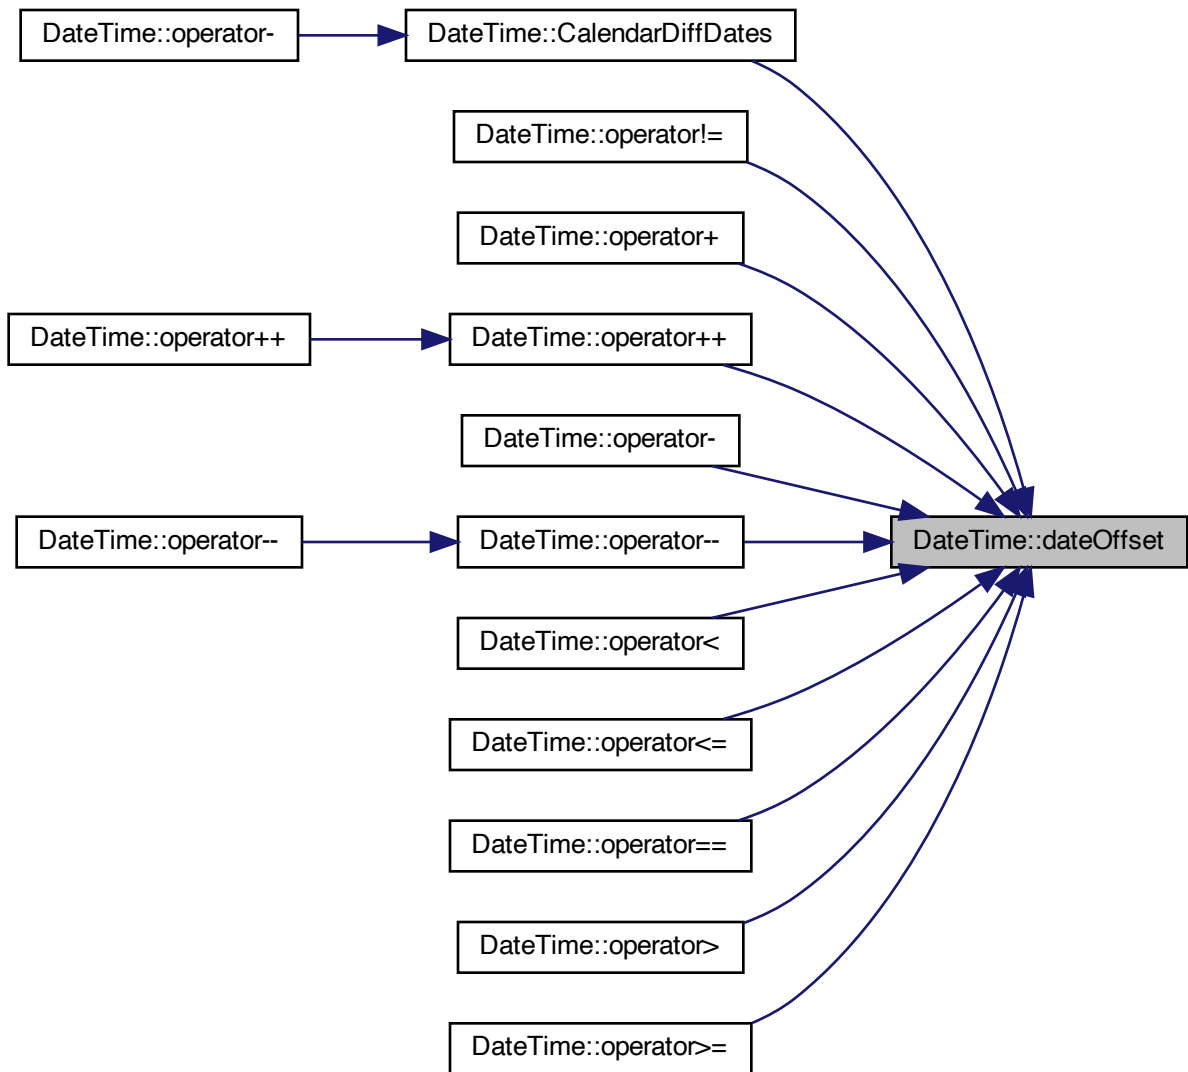 DateTime::operator-
DateTime::CalendarDiffDates
DateTime::operator!=
DateTime::operator+
DateTime::operator++
DateTime::operator++
DateTime::operator-
DateTime::operator--
DateTime::operator--
DateTime::dateOffset
DateTime::operator<
DateTime::operator<=
DateTime::operator==
DateTime::operator>
DateTime::operator>=